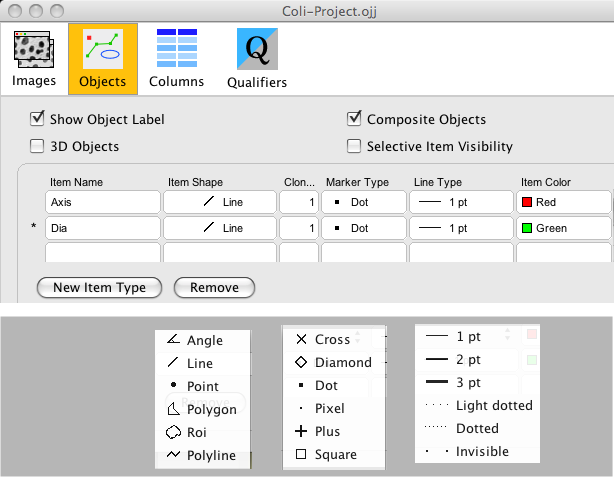 Coli-Project.ojj
Images Objects Columns Qualifiers
Show Object Label Composite Objects
3D Objects Selective Item Visibility
Item Name Item Shape Clon... Marker Type Line Type Item Color
Axis Line 1 Dot 1 pt Red
* Dia Line 1 Dot 1 pt Green
New Item Type Remove
Angle
Line
Point
Polygon
Roi
Polyline
Cross
Diamond
Dot
Pixel
Plus
Square
1 pt
2 pt
3 pt
Light dotted
Dotted
Invisible